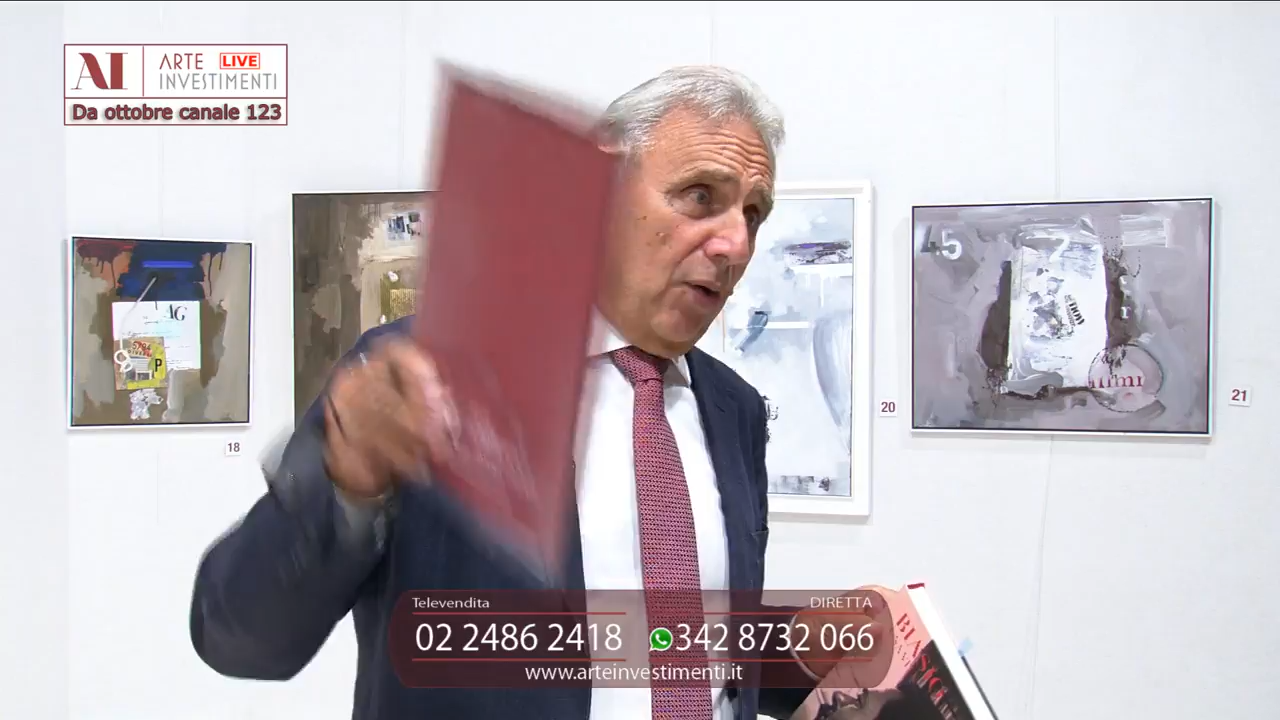 AI
ARTE LIVE
INVESTIMENTI
Da ottobre canale 123
AG
P
45
2
18
20
21
Televendita
DIRETTA
02 2486 2418
342 8732 066
www.arteinvestimenti.it